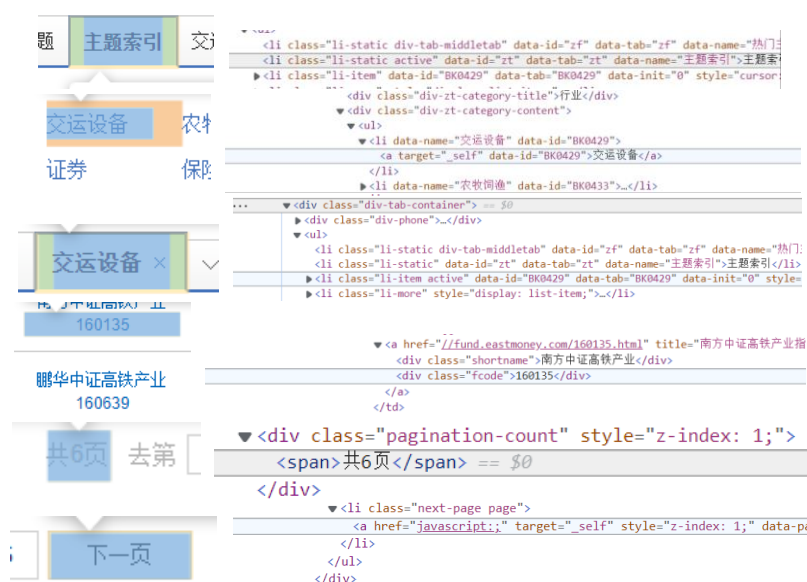 题 主题索引 交
<li class="li-static div-tab-middletab" data-id="zf" data-tab="zf" data-name="热门
<li class="li-static active" data-id="zt" data-tab="zt" data-name="主题索引">主题索
▶<li class="li-item" data-id="BK0429" data-tab="BK0429" data-init="0" style="cursor:
交运设备 农牧
证券 保险
<div class="div-zt-category-title">行业</div>
▼<div class="div-zt-category-content">
▼<ul>
▼<li data-name="交运设备" data-id="BK0429">
<a target="_self" data-id="BK0429">交运设备</a>
</li>
▶<li data-name="农牧饲渔" data-id="BK0433">…</li>
交运设备 ×
... ▼<div class="div-tab-container"> == $0
▶<div class="div-phone">…</div>
▼<ul>
<li class="li-static div-tab-middletab" data-id="zf" data-tab="zf" data-name="热门
<li class="li-static" data-id="zt" data-tab="zt" data-name="主题索引">主题索引</li>
▶<li class="li-item active" data-id="BK0429" data-tab="BK0429" data-init="0" style=
▶<li class="li-more" style="display: list-item;">…</li>
南方中证高铁产业
160135
鹏华中证高铁产业
160639
▼<a href="//fund.eastmoney.com/160135.html" title="南方中证高铁产业指
<div class="shortname">南方中证高铁产业</div>
<div class="fcode">160135</div>
</a>
</td>
共6页 去第
▼<div class="pagination-count" style="z-index: 1;">
<span>共6页</span> == $0
</div>
下一页
▼<li class="next-page page">
<a href="javascript:;" target="_self" style="z-index: 1;" data-pa
</li>
</ul>
</div>